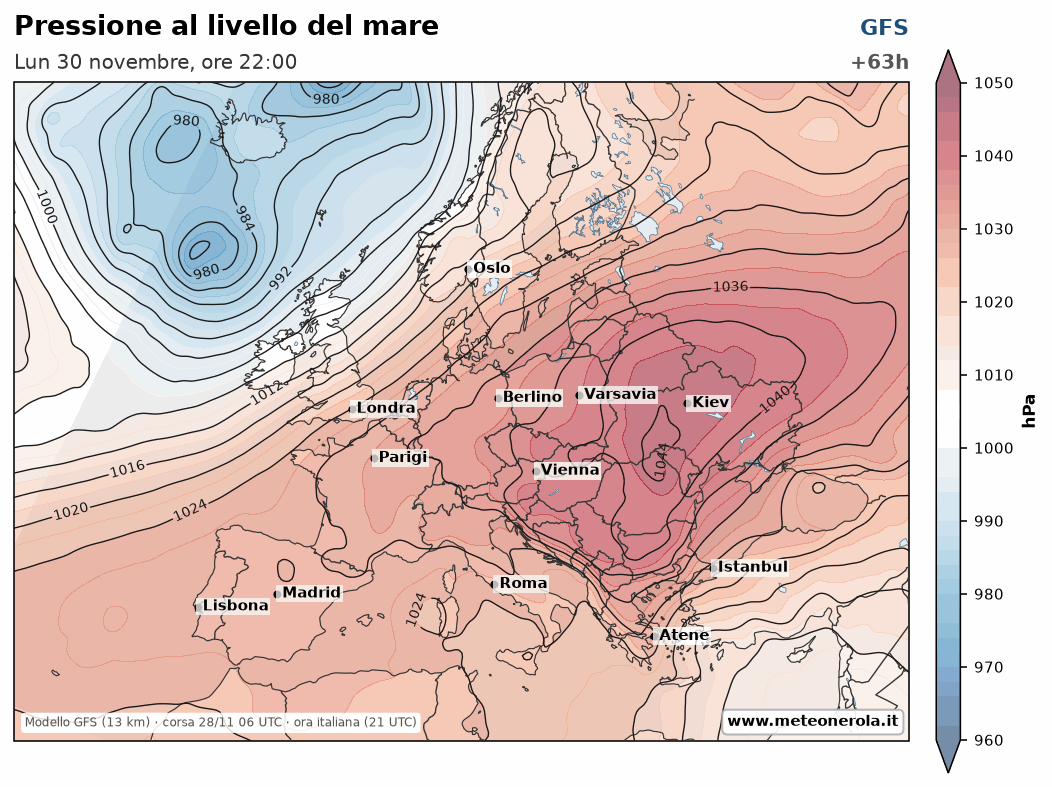 Pressione al livello del mare
GFS
Lun 30 novembre, ore 22:00
+63h
980
980
1000
984
980
992
1012
1016
1020
1024
1024
1036
1040
1044
Oslo
Berlino
Varsavia
Kiev
Londra
Parigi
Vienna
Istanbul
Roma
Madrid
Lisbona
Atene
Modello GFS (13 km) · corsa 28/11 06 UTC · ora italiana (21 UTC)
www.meteonerola.it
1050
1040
1030
1020
1010
1000
990
980
970
960
hPa